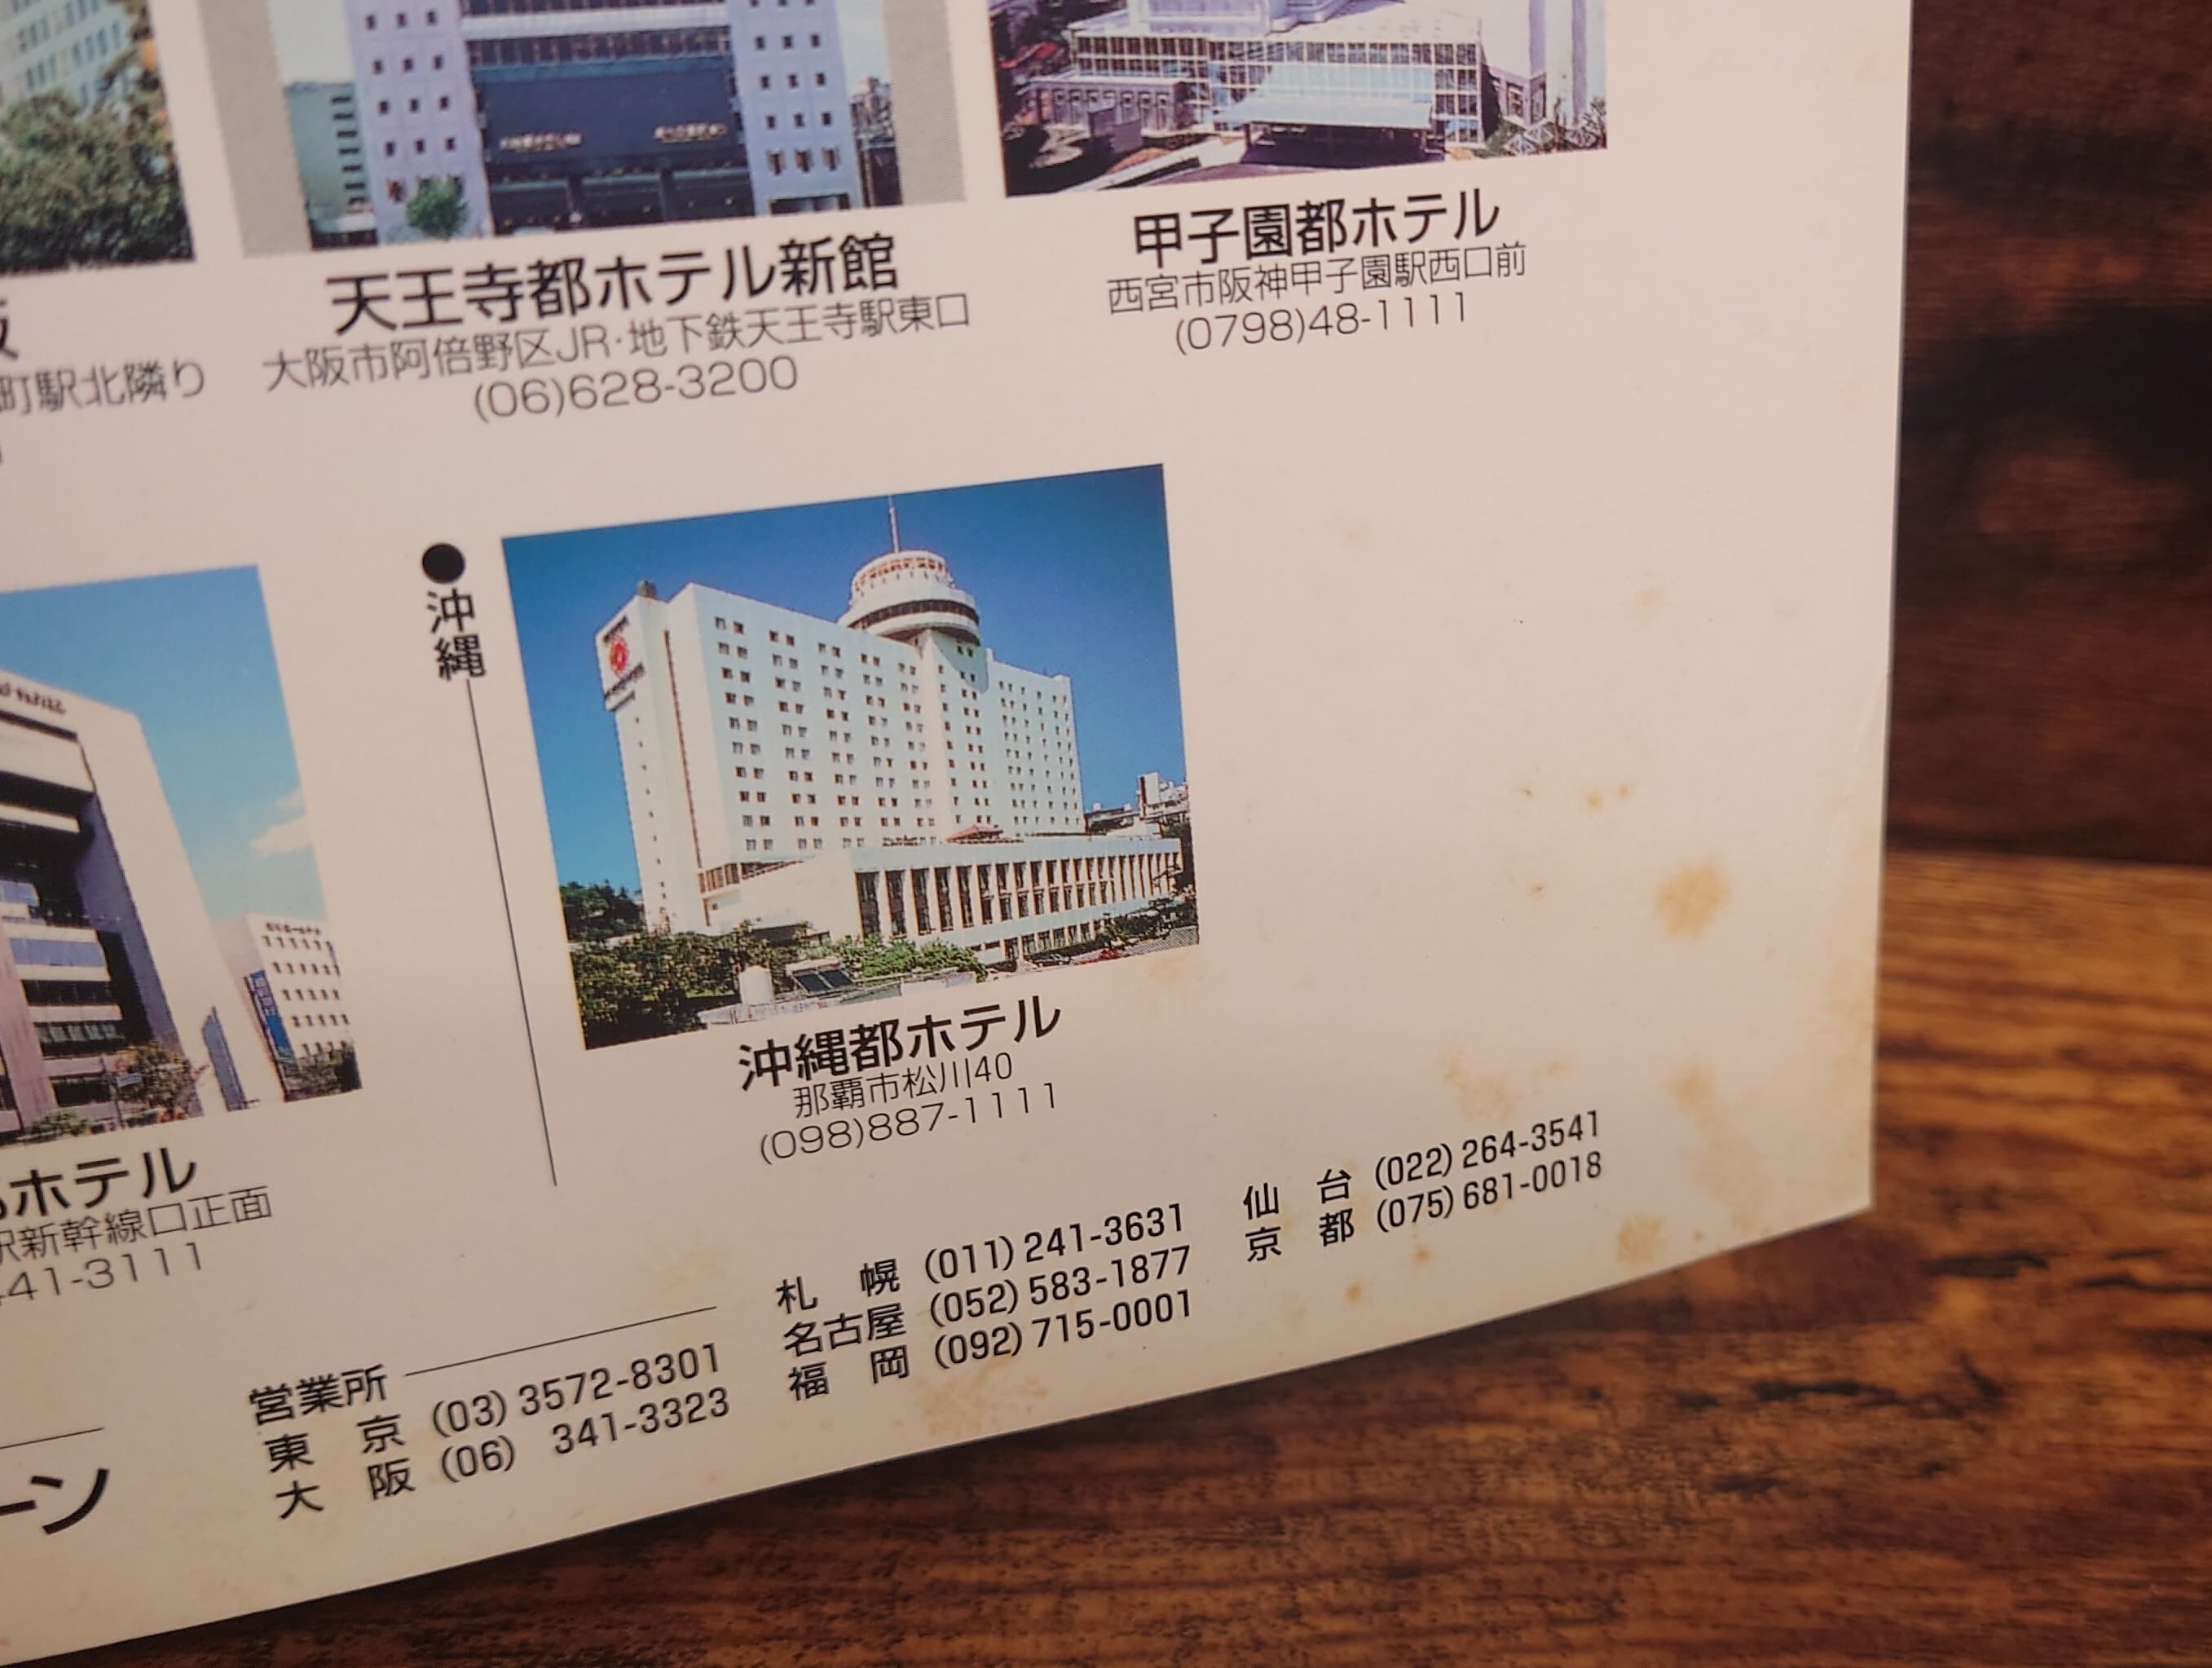 天王寺都ホテル新館
大阪市阿倍野区JR・地下鉄天王寺駅東口
(06)628-3200
甲子園都ホテル
西宮市阪神甲子園駅西口前
(0798)48-1111
町駅北隣り
●沖縄
沖縄都ホテル
那覇市松川40
(098)887-1111
ホテル
駅新幹線口正面
41-3111
営業所
東京 (03) 3572-8301
大阪 (06) 341-3323
札幌 (011) 241-3631
名古屋 (052) 583-1877
福岡 (092) 715-0001
仙台 (022) 264-3541
京都 (075) 681-0018
ーン